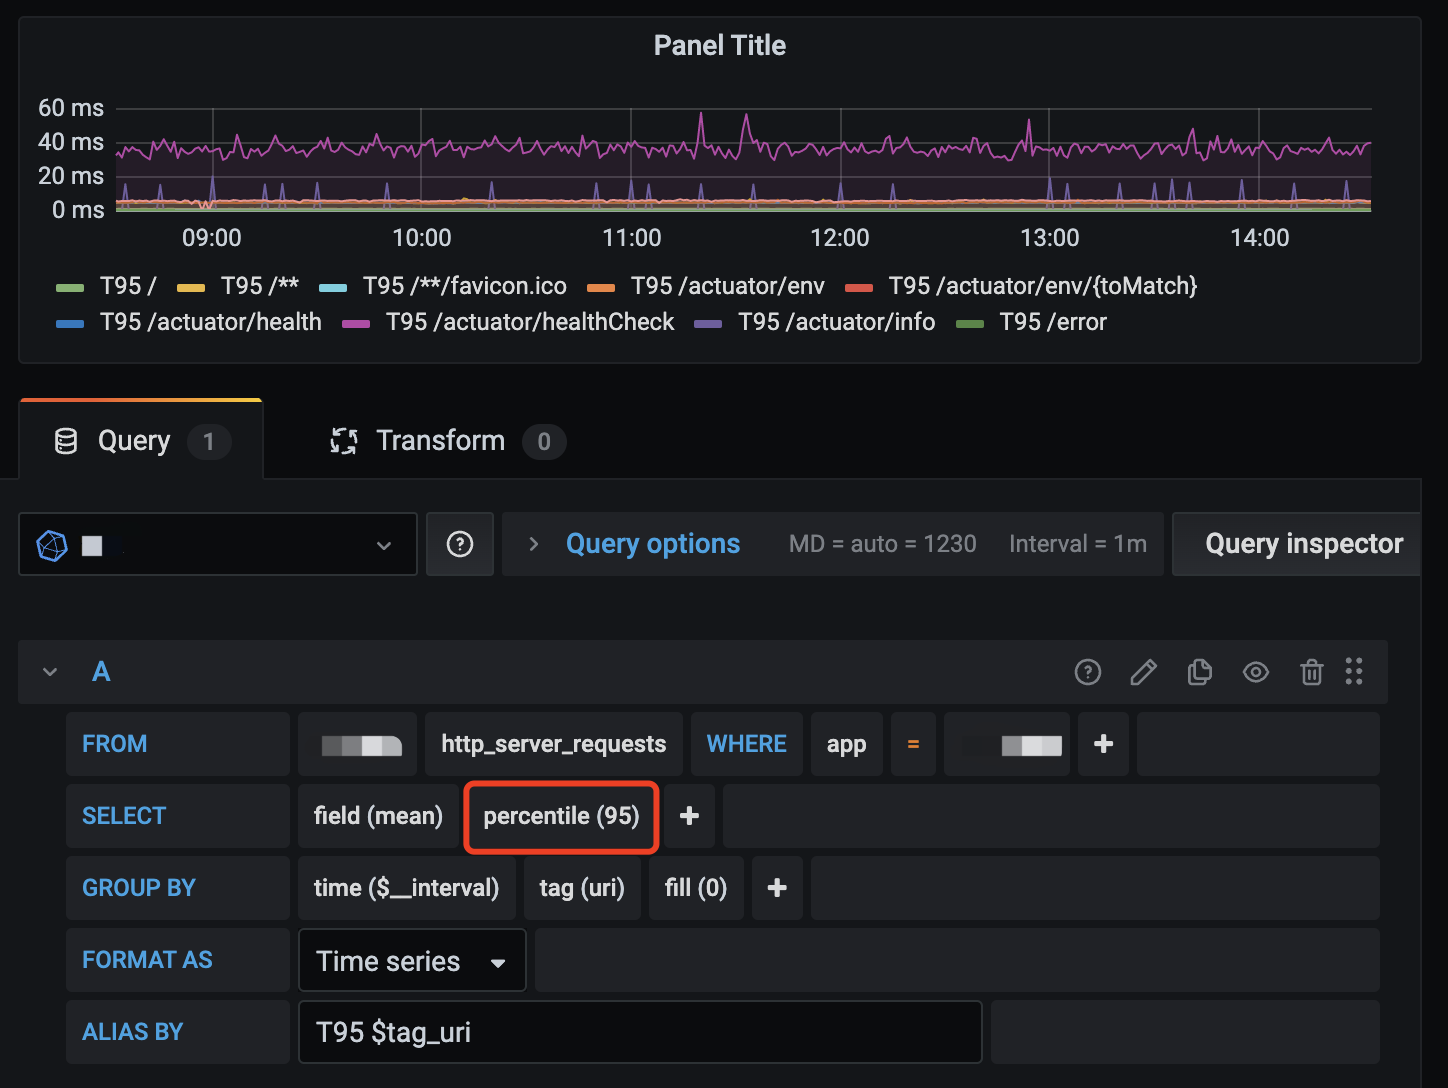 Panel Title
60 ms
40 ms
20 ms
0 ms
09:00 10:00 11:00 12:00 13:00 14:00
T95 / T95 /** T95 /**/favicon.ico T95 /actuator/env T95 /actuator/env/{toMatch}
T95 /actuator/health T95 /actuator/healthCheck T95 /actuator/info T95 /error
Query 1 Transform 0
Query options MD = auto = 1230 Interval = 1m Query inspector
A
FROM http_server_requests WHERE app = +
SELECT field (mean) percentile (95) +
GROUP BY time ($__interval) tag (uri) fill (0) +
FORMAT AS Time series
ALIAS BY T95 $tag_uri